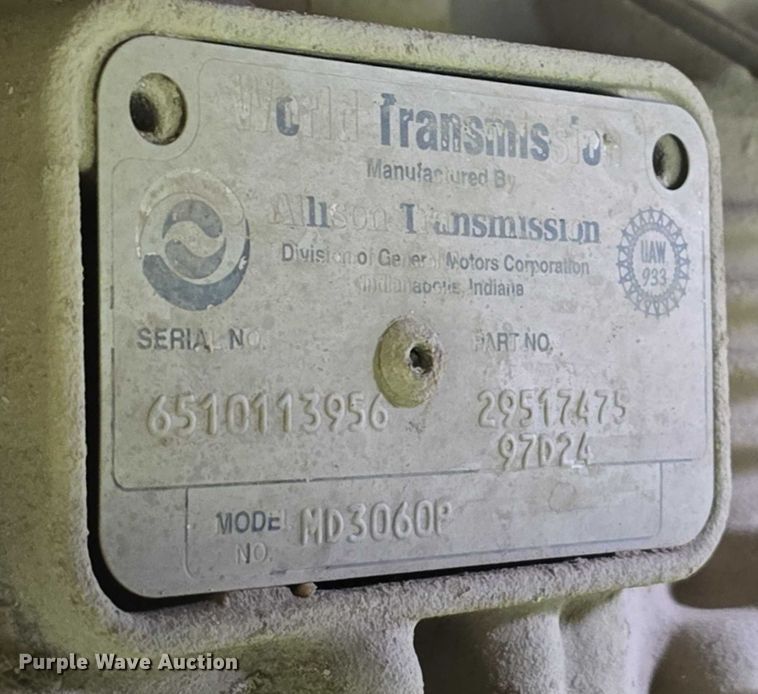 World Transmission
Manufactured By
Allison Transmission
Division of General Motors Corporation
Indianapolis, Indiana
UAW
933
SERIAL NO.
PART NO.
6510113956
29517475
97D24
MODEL
NO.
MD3060P
Purple Wave Auction